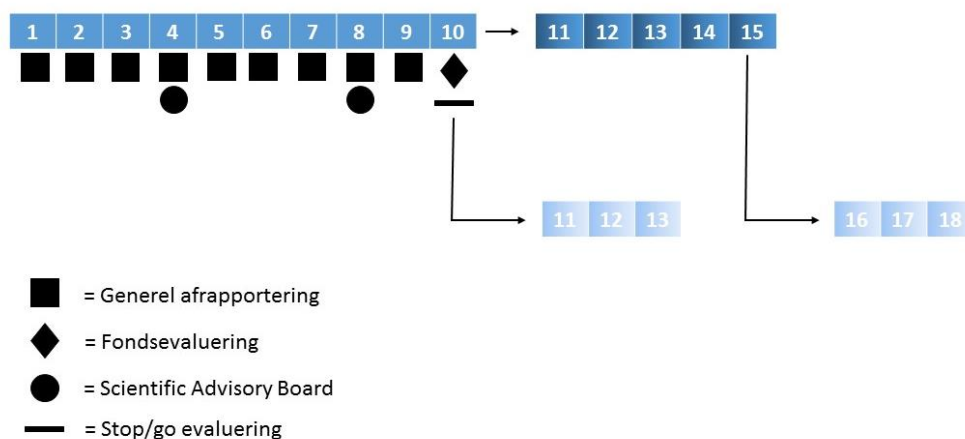 1 2 3 4 5 6 7 8 9 10 11 12 13 14 15
11 12 13 16 17 18
= Generel afrapportering
= Fondsevaluering
= Scientific Advisory Board
= Stop/go evaluering